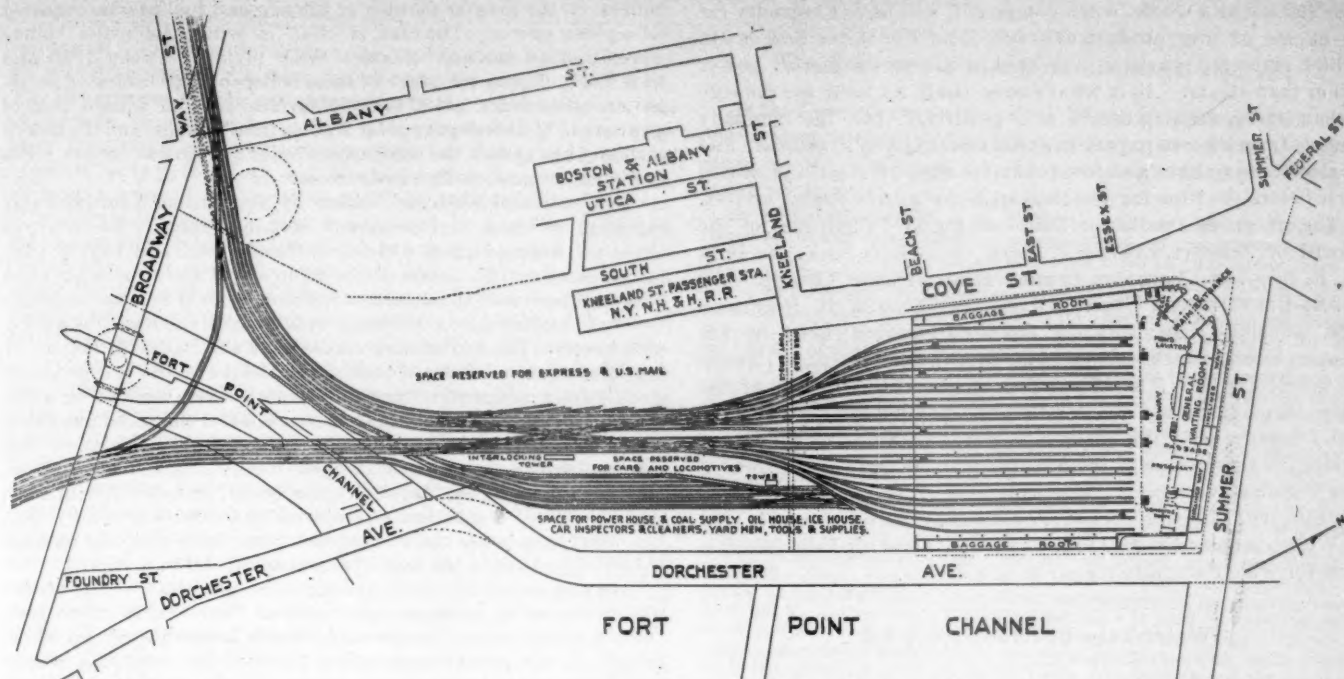 WAY ST
ALBANY
ST.
BROADWAY
BOSTON & ALBANY
STATION
UTICA ST.
ST.
KNEELAND
SOUTH ST.
KNEELAND ST. PASSENGER STA.
N.Y. N.H. & H. R. R.
BEACH ST
EAST ST
ESSEX ST
SUMMER ST
FEDERAL ST
COVE ST.
BAGGAGE ROOM
MAIN ENTRANCE
GENERAL
WAITING ROOM
MIDWAY
SUMMER ST
FORT POINT CHANNEL
SPACE RESERVED FOR EXPRESS & U.S. MAIL
INTERLOCKING
TOWER
SPACE RESERVED
FOR CARS AND LOCOMOTIVES
TOWER
SPACE FOR POWER HOUSE, & COAL SUPPLY, OIL HOUSE, ICE HOUSE,
CAR INSPECTORS & CLEANERS, YARD MEN, TOOLS & SUPPLIES.
BAGGAGE ROOM
FOUNDRY ST
DORCHESTER AVE
DORCHESTER AVE.
FORT POINT CHANNEL